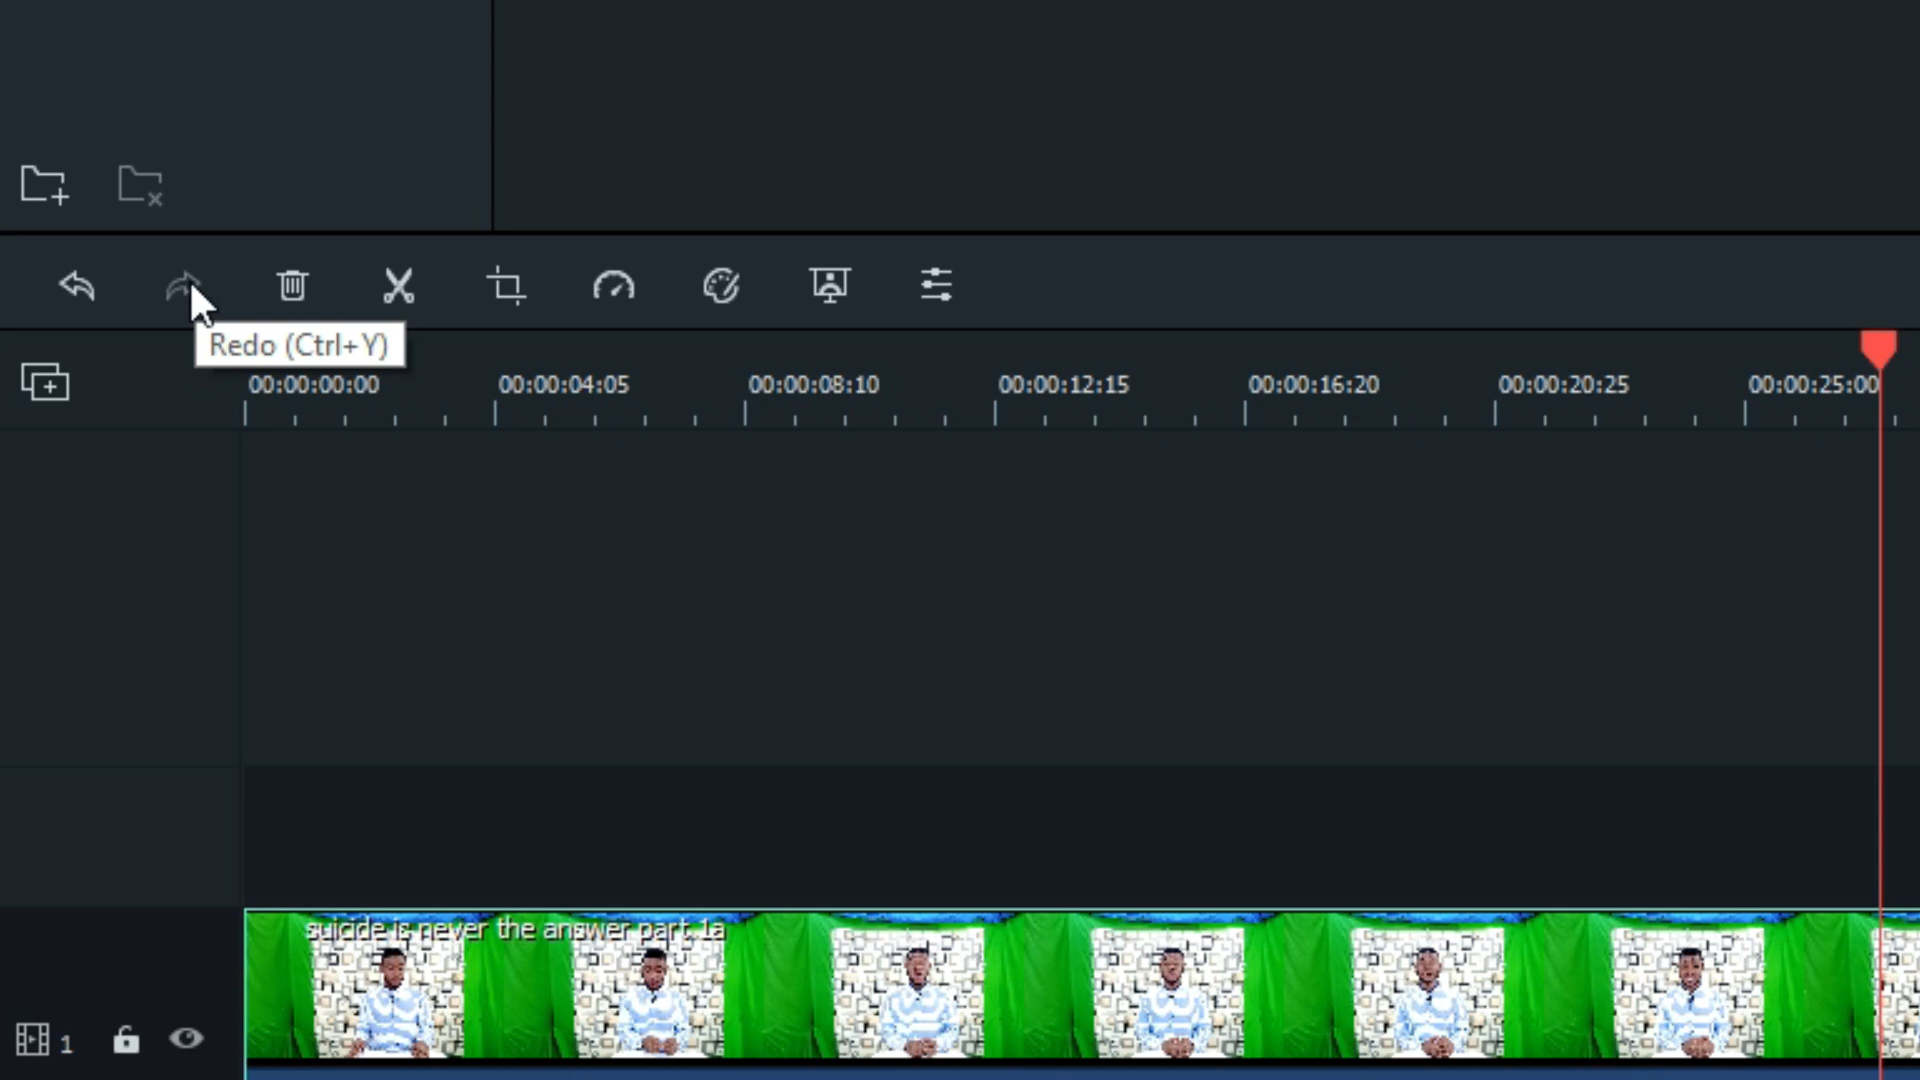 Redo (Ctrl+Y)
00:00:00:00 00:00:04:05 00:00:08:10 00:00:12:15 00:00:16:20 00:00:20:25 00:00:25:00
suicide is never the answer part 1a
1